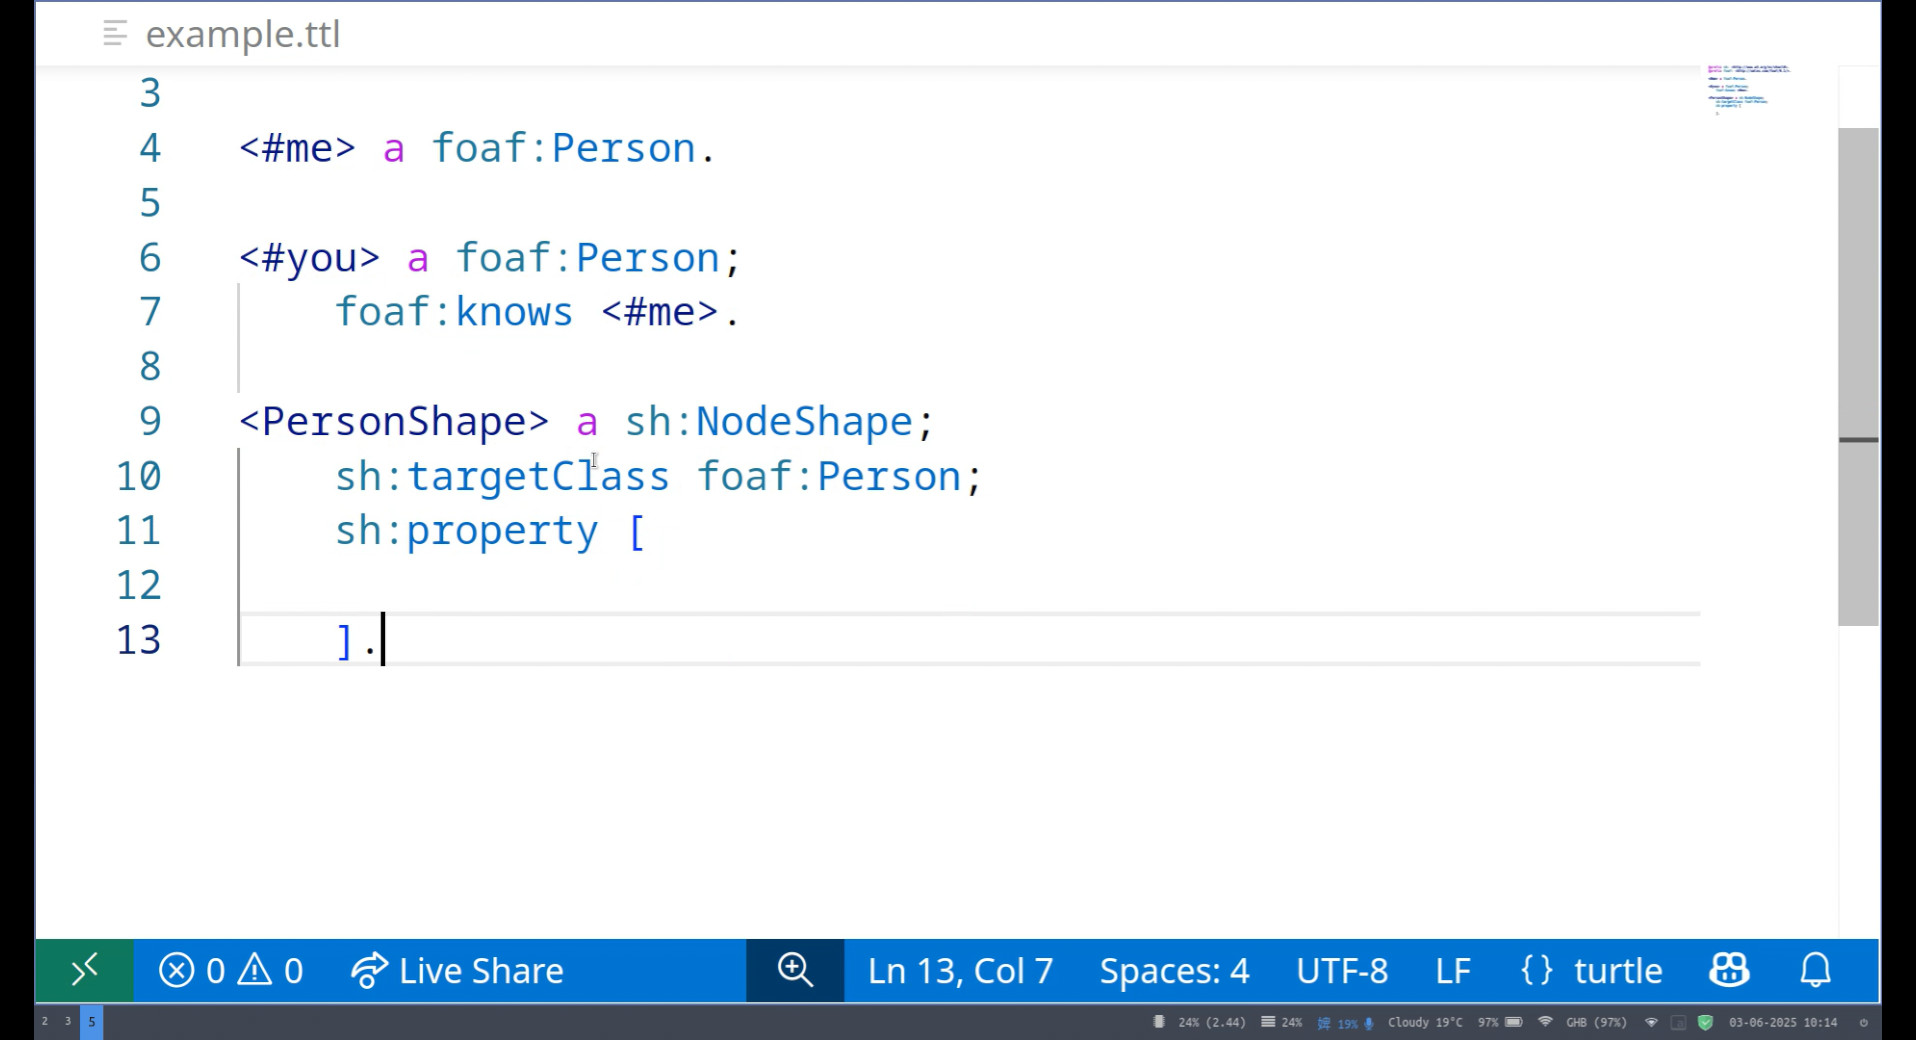 example.ttl
3
4 <#me> a foaf:Person.
5
6 <#you> a foaf:Person;
7 foaf:knows <#me>.
8
9 <PersonShape> a sh:NodeShape;
10 sh:targetClass foaf:Person;
11 sh:property [
12
13 ].
0 0 Live Share Ln 13, Col 7 Spaces: 4 UTF-8 LF {} turtle
2 3 5 24% (2.44) 24% 19% Cloudy 19°C 97% GHB (97%) 03-06-2025 10:14